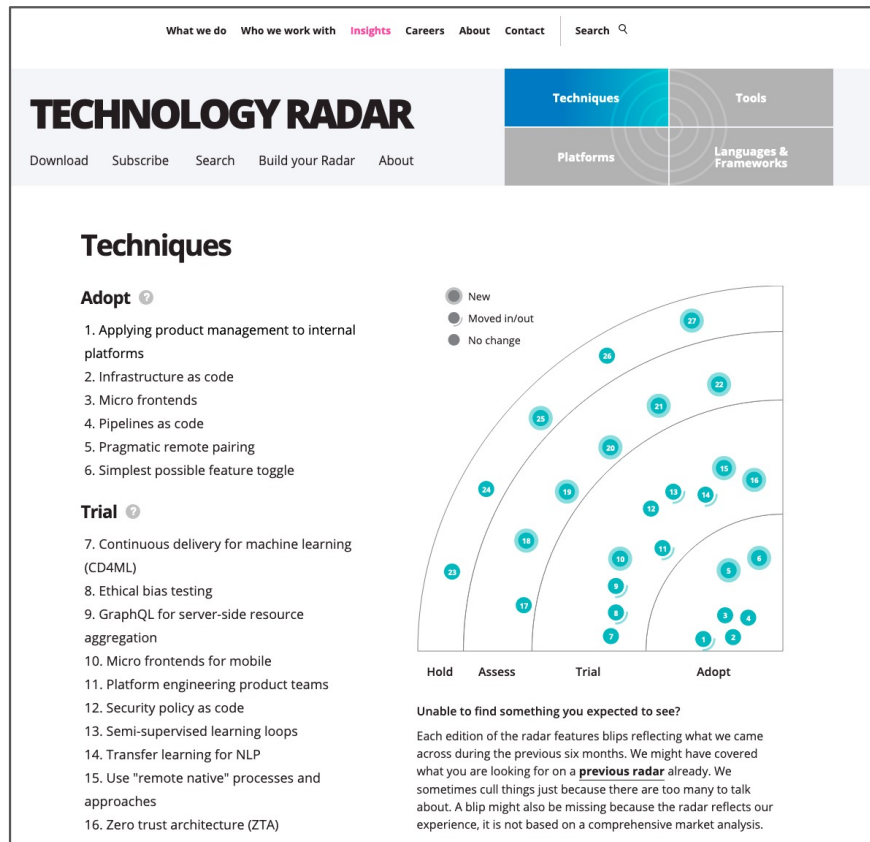 What we do Who we work with Insights Careers About Contact Search
TECHNOLOGY RADAR
Download Subscribe Search Build your Radar About
Techniques Tools
Platforms Languages &
Frameworks
Techniques
Adopt ?
1. Applying product management to internal
platforms
2. Infrastructure as code
3. Micro frontends
4. Pipelines as code
5. Pragmatic remote pairing
6. Simplest possible feature toggle
Trial ?
7. Continuous delivery for machine learning
(CD4ML)
8. Ethical bias testing
9. GraphQL for server-side resource
aggregation
10. Micro frontends for mobile
11. Platform engineering product teams
12. Security policy as code
13. Semi-supervised learning loops
14. Transfer learning for NLP
15. Use "remote native" processes and
approaches
16. Zero trust architecture (ZTA)
New
Moved in/out
No change
27
26
22
21
25
20
15
16
24
19
13
14
12
18
11
10
6
5
23
9
17
8
3
4
7
1
2
Hold Assess Trial Adopt
Unable to find something you expected to see?
Each edition of the radar features blips reflecting what we came
across during the previous six months. We might have covered
what you are looking for on a previous radar already. We
sometimes cull things just because there are too many to talk
about. A blip might also be missing because the radar reflects our
experience, it is not based on a comprehensive market analysis.